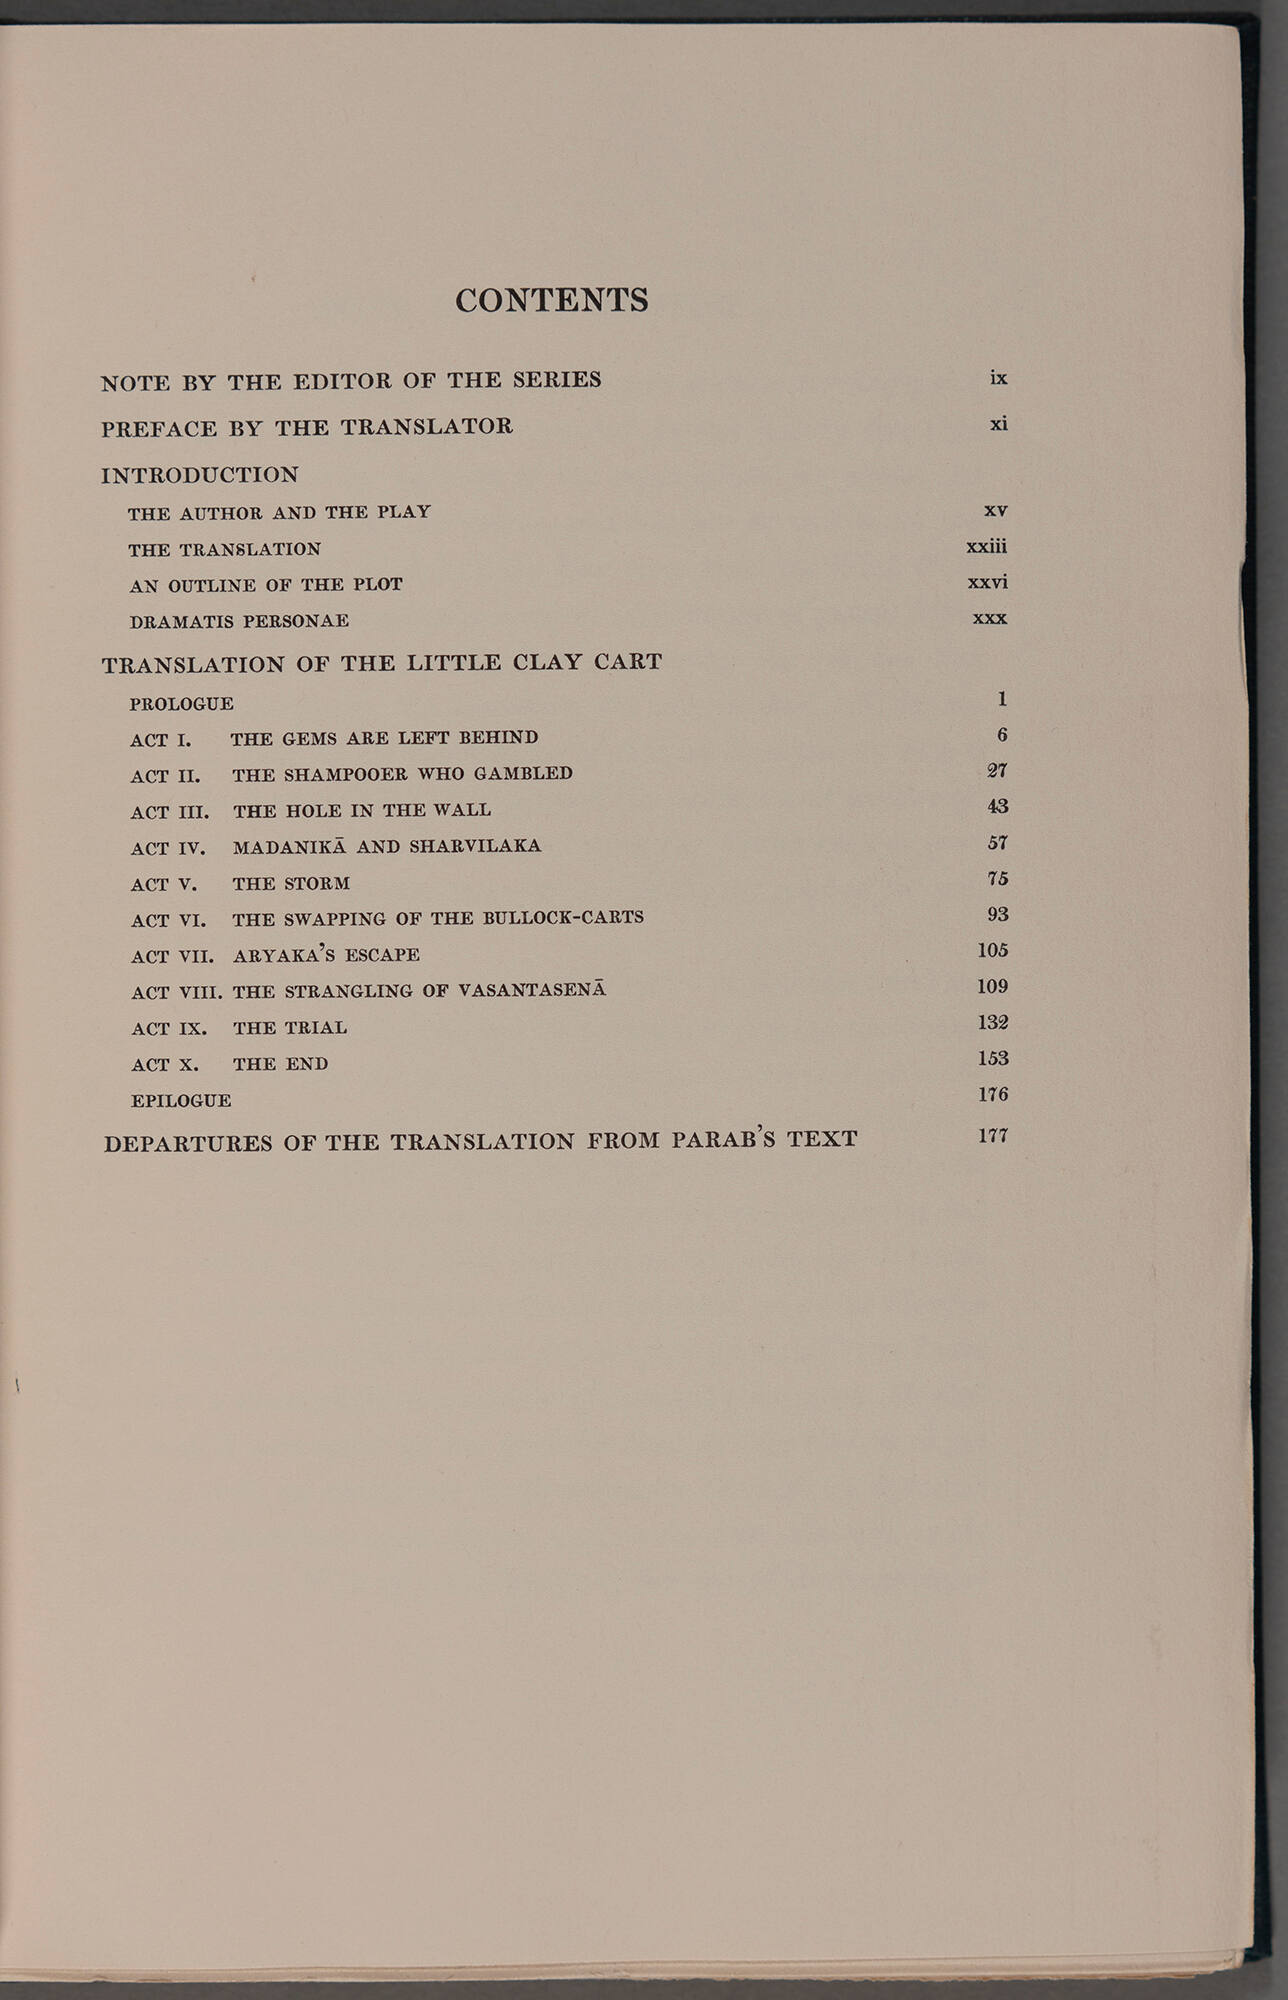 CONTENTS
NOTE BY THE EDITOR OF THE SERIES ix
PREFACE BY THE TRANSLATOR xi
INTRODUCTION
THE AUTHOR AND THE PLAY xv
THE TRANSLATION xxiii
AN OUTLINE OF THE PLOT xxvi
DRAMATIS PERSONAE xxx
TRANSLATION OF THE LITTLE CLAY CART
PROLOGUE 1
ACT I. THE GEMS ARE LEFT BEHIND 6
ACT II. THE SHAMPOOER WHO GAMBLED 27
ACT III. THE HOLE IN THE WALL 43
ACT IV. MADANIKĀ AND SHARVILAKA 57
ACT V. THE STORM 75
ACT VI. THE SWAPPING OF THE BULLOCK-CARTS 93
ACT VII. ARYAKA'S ESCAPE 105
ACT VIII. THE STRANGLING OF VASANTASENĀ 109
ACT IX. THE TRIAL 132
ACT X. THE END 153
EPILOGUE 176
DEPARTURES OF THE TRANSLATION FROM PARAB'S TEXT 177